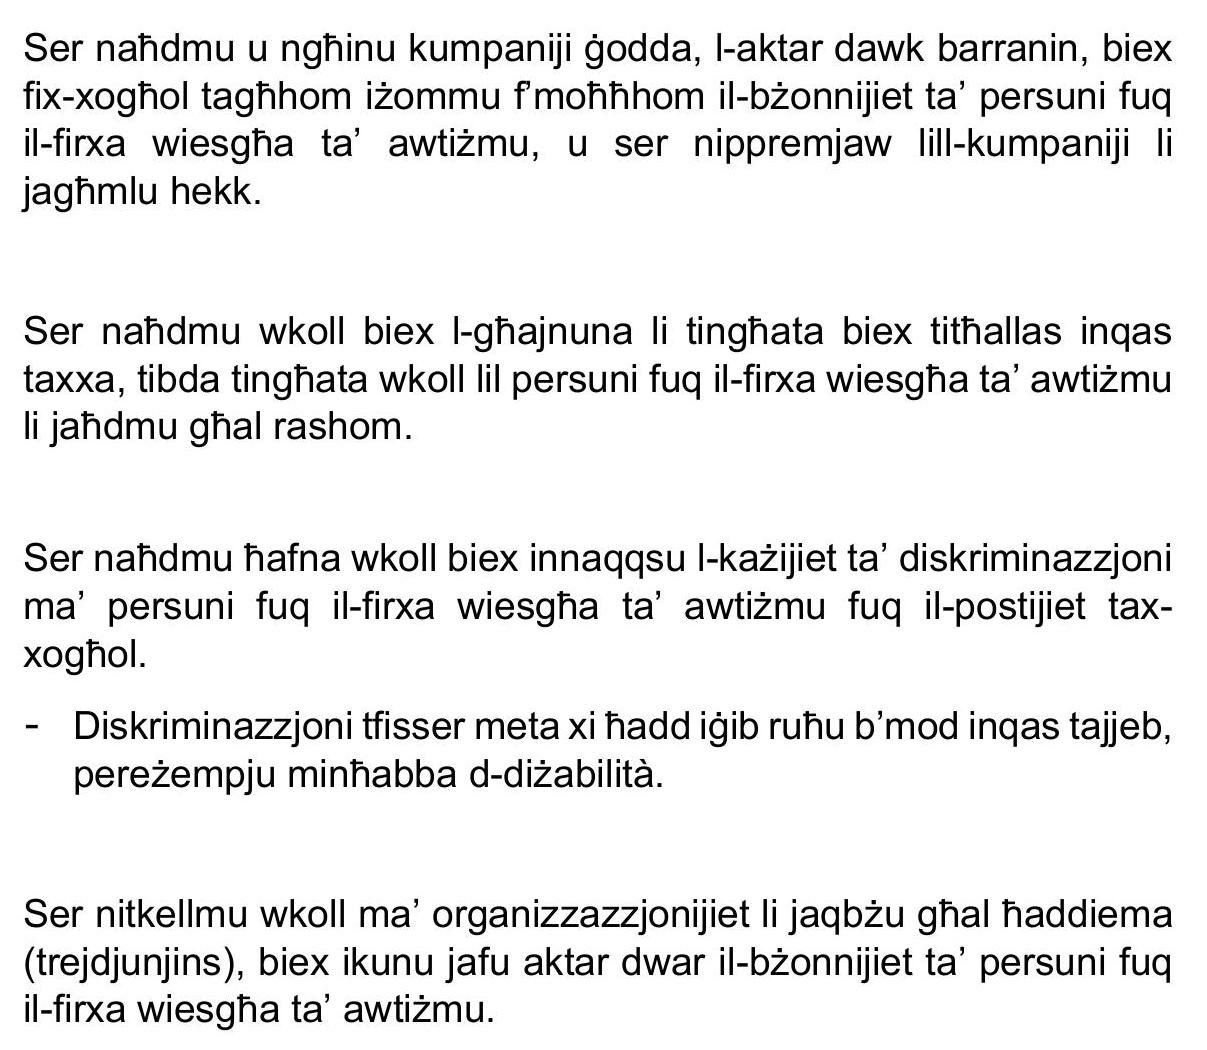 Ser naħdmu u ngħinu kumpaniji ġodda, l-aktar dawk barranin, biex
fix-xogħol tagħhom iżommu f’moħħhom il-bżonnijiet ta’ persuni fuq
il-firxa wiesgħa ta’ awtiżmu, u ser nippremjaw lill-kumpaniji li
jagħmlu hekk.
Ser naħdmu wkoll biex l-għajnuna li tingħata biex titħallas inqas
taxxa, tibda tingħata wkoll lil persuni fuq il-firxa wiesgħa ta’ awtiżmu
li jaħdmu għal rashom.
Ser naħdmu ħafna wkoll biex innaqqsu l-każijiet ta’ diskriminazzjoni
ma’ persuni fuq il-firxa wiesgħa ta’ awtiżmu fuq il-postijiet tax-
xogħol.
- Diskriminazzjoni tfisser meta xi ħadd iġib ruħu b’mod inqas tajjeb,
pereżempju minħabba d-diżabilità.
Ser nitkellmu wkoll ma’ organizzazzjonijiet li jaqbżu għal ħaddiema
(trejdjunjins), biex ikunu jafu aktar dwar il-bżonnijiet ta’ persuni fuq
il-firxa wiesgħa ta’ awtiżmu.